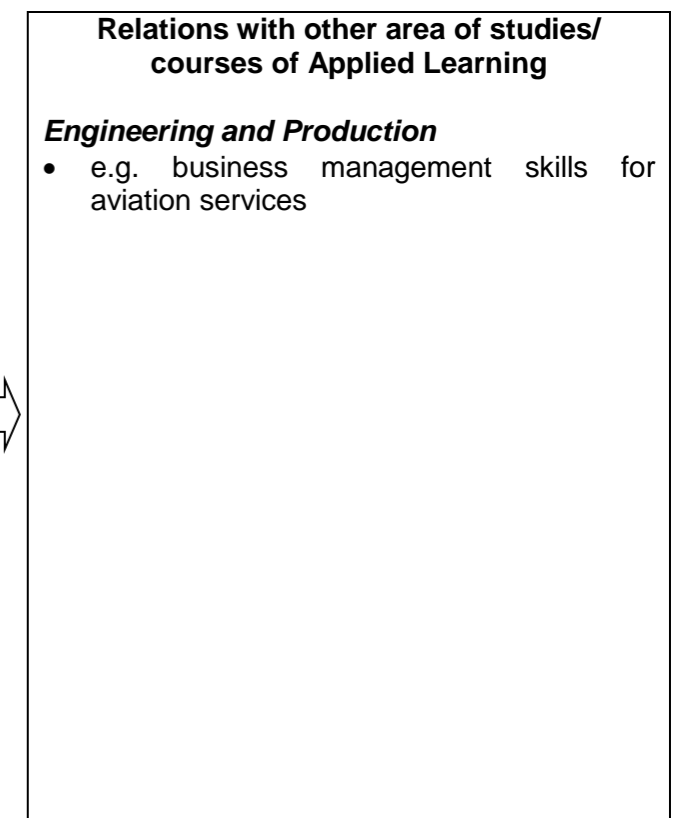 Relations with other area of studies/
courses of Applied Learning
Engineering and Production
• e.g. business management skills for
aviation services